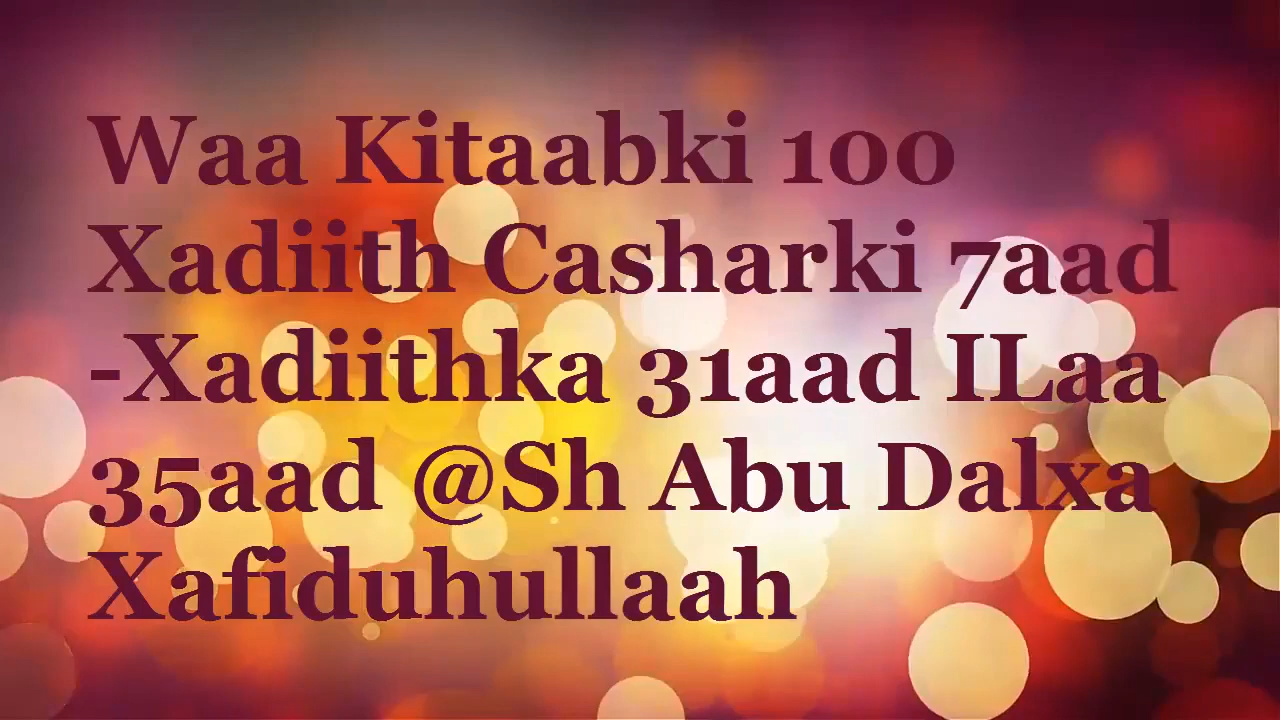 Waa Kitaabki 100
Xadiith Casharki 7aad
-Xadiithka 31aad ILaa
35aad @Sh Abu Dalxa
Xafiduhullaah